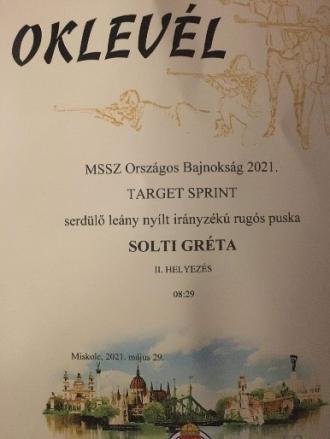 OKLEVÉL
MSSZ Országos Bajnokság 2021.
TARGET SPRINT
serdülő leány nyílt irányzékú rugós puska
SOLTI GRÉTA
II. HELYEZÉS
08:29
Miskolc, 2021. május 29.